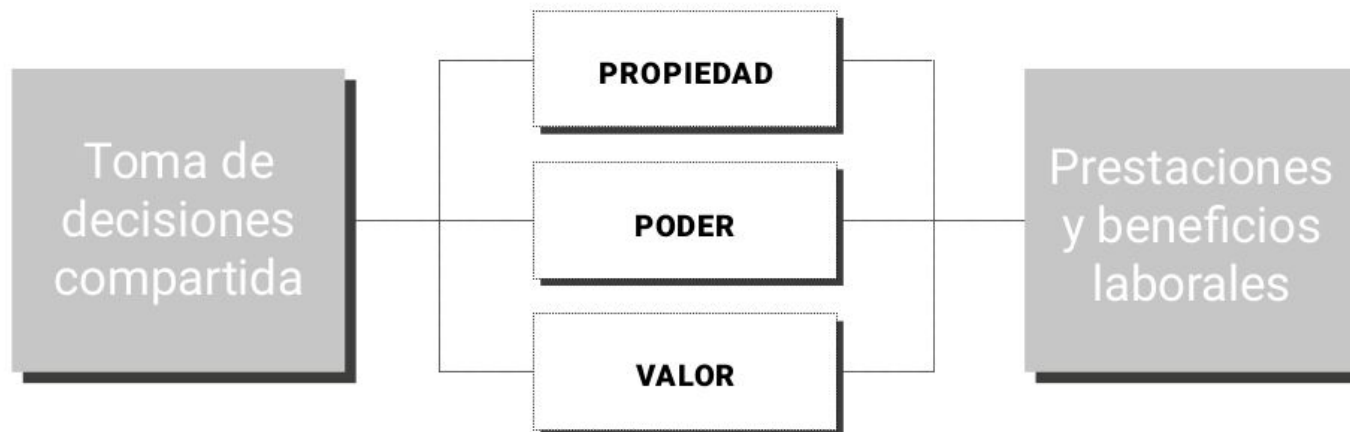 Toma de
decisiones
compartida
PROPIEDAD
PODER
VALOR
Prestaciones
y beneficios
laborales